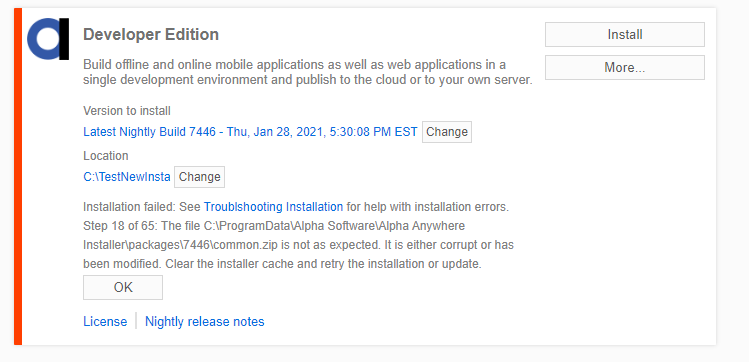 Developer Edition
Install
Build offline and online mobile applications as well as web applications in a
single development environment and publish to the cloud or to your own server.
More...
Version to install
Latest Nightly Build 7446 - Thu, Jan 28, 2021, 5:30:08 PM EST Change
Location
C:\TestNewInsta Change
Installation failed: See Troublshooting Installation for help with installation errors.
Step 18 of 65: The file C:\ProgramData\Alpha Software\Alpha Anywhere
Installer\packages\7446\common.zip is not as expected. It is either corrupt or has
been modified. Clear the installer cache and retry the installation or update.
OK
License Nightly release notes